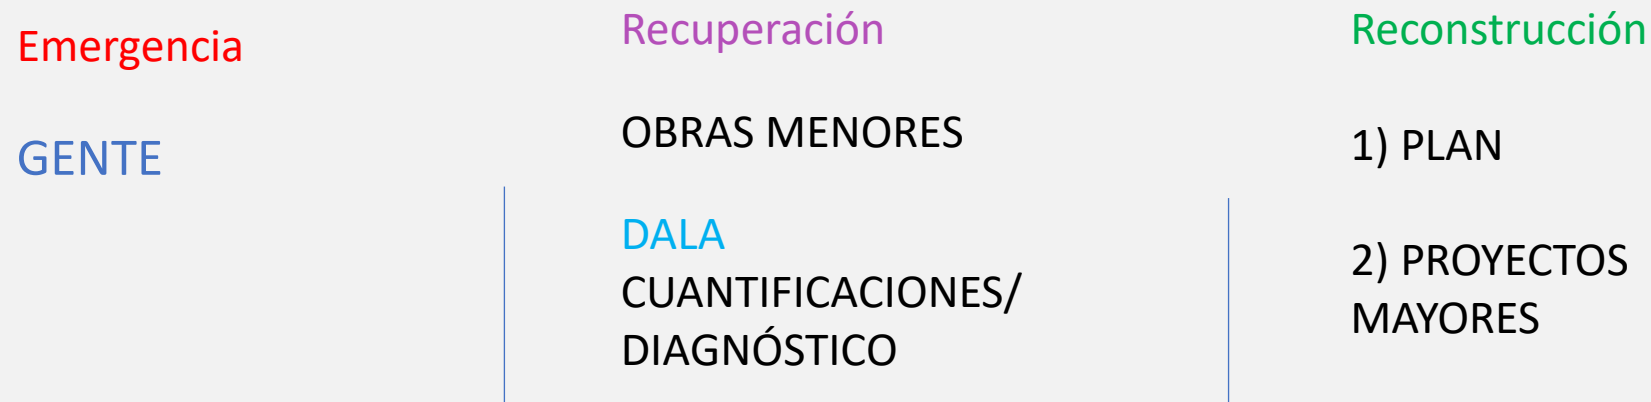 Emergencia
GENTE
Recuperación
OBRAS MENORES
DALA
CUANTIFICACIONES/
DIAGNÓSTICO
Reconstrucción
1) PLAN
2) PROYECTOS
MAYORES